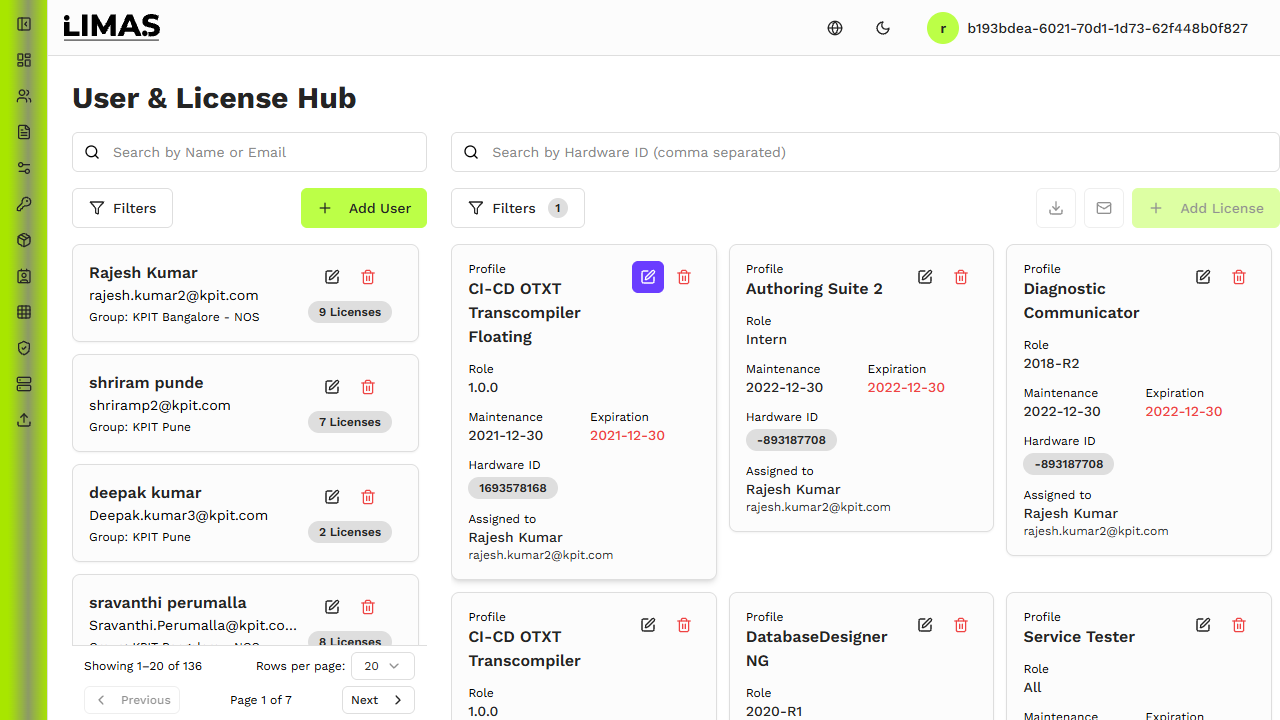 LIMAS
r
b193bdea-6021-70d1-1d73-62f448b0f827
User & License Hub
Search by Name or Email
Search by Hardware ID (comma separated)
Filters
Add User
Filters 1
Add License
Rajesh Kumar
rajesh.kumar2@kpit.com
Group: KPIT Bangalore - NOS
9 Licenses
shriram punde
shriramp2@kpit.com
Group: KPIT Pune
7 Licenses
deepak kumar
Deepak.kumar3@kpit.com
Group: KPIT Pune
2 Licenses
sravanthi perumalla
Sravanthi.Perumalla@kpit.co...
8 Licenses
Showing 1–20 of 136
Rows per page: 20
Previous
Page 1 of 7
Next
Profile
CI-CD OTXT
Transcompiler
Floating
Role
1.0.0
Maintenance
2021-12-30
Expiration
2021-12-30
Hardware ID
1693578168
Assigned to
Rajesh Kumar
rajesh.kumar2@kpit.com
Profile
Authoring Suite 2
Role
Intern
Maintenance
2022-12-30
Expiration
2022-12-30
Hardware ID
-893187708
Assigned to
Rajesh Kumar
rajesh.kumar2@kpit.com
Profile
Diagnostic
Communicator
Role
2018-R2
Maintenance
2022-12-30
Expiration
2022-12-30
Hardware ID
-893187708
Assigned to
Rajesh Kumar
rajesh.kumar2@kpit.com
Profile
CI-CD OTXT
Transcompiler
Role
1.0.0
Profile
DatabaseDesigner
NG
Role
2020-R1
Profile
Service Tester
Role
All
Maintenance
Expiration